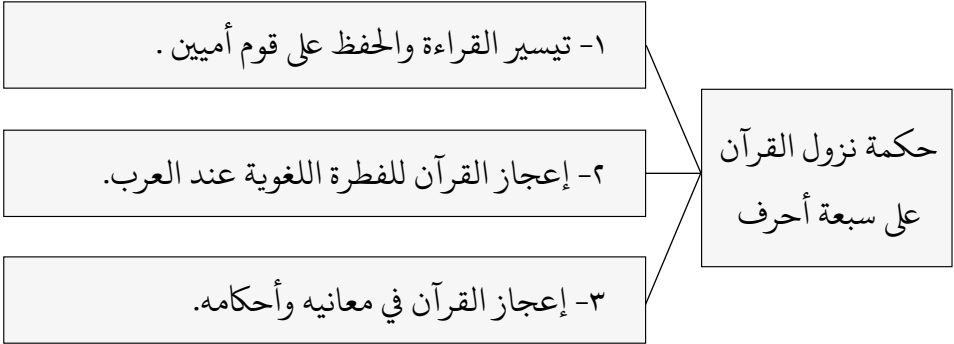 حكمة نزول القرآن
على سبعة أحرف
١- تيسير القراءة والحفظ على قوم أميين .
٢- إعجاز القرآن للفطرة اللغوية عند العرب.
٣- إعجاز القرآن في معانيه وأحكامه.